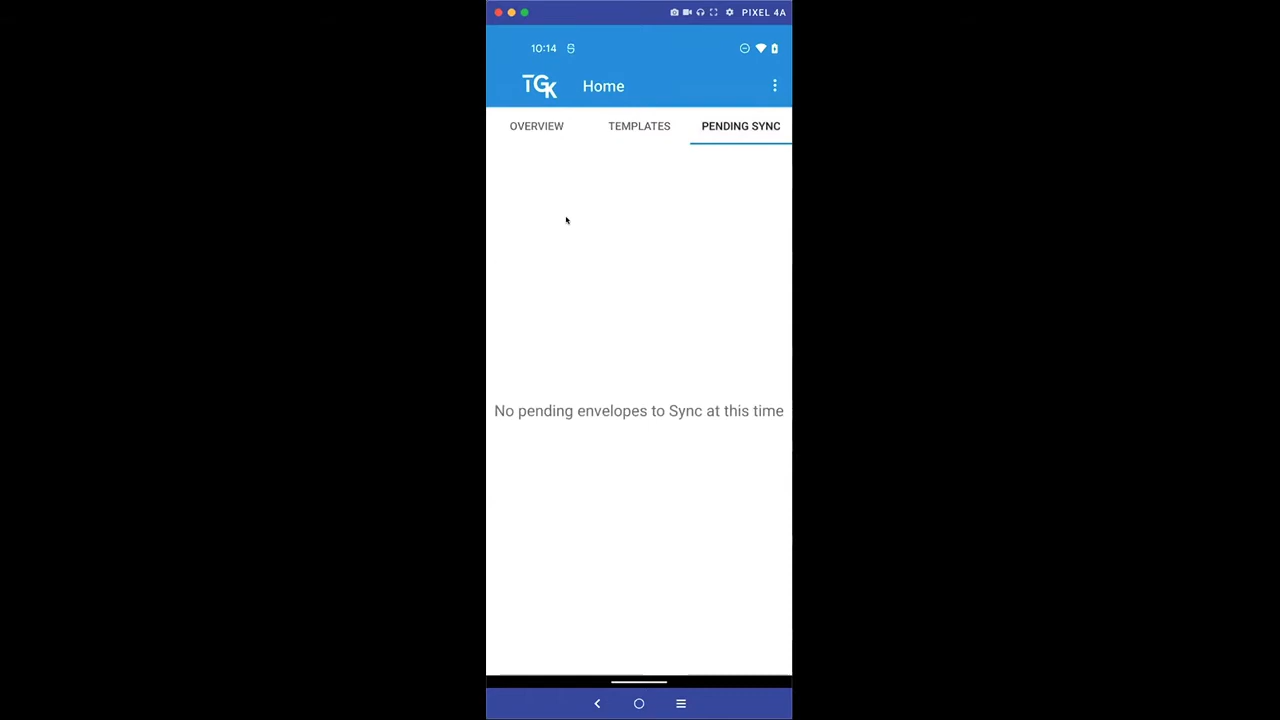 PIXEL 4A
10:14
TGK Home
OVERVIEW TEMPLATES PENDING SYNC
No pending envelopes to Sync at this time